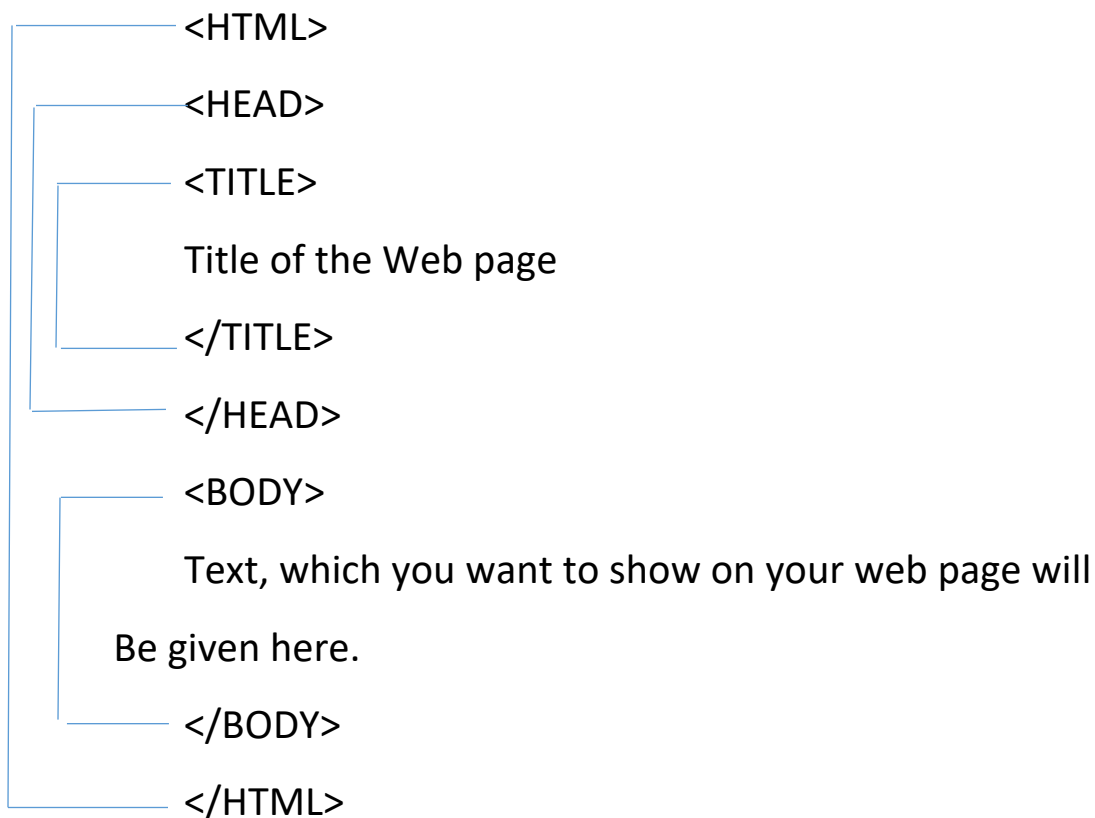 <HTML>
<HEAD>
<TITLE>
Title of the Web page
</TITLE>
</HEAD>
<BODY>
Text, which you want to show on your web page will
Be given here.
</BODY>
</HTML>